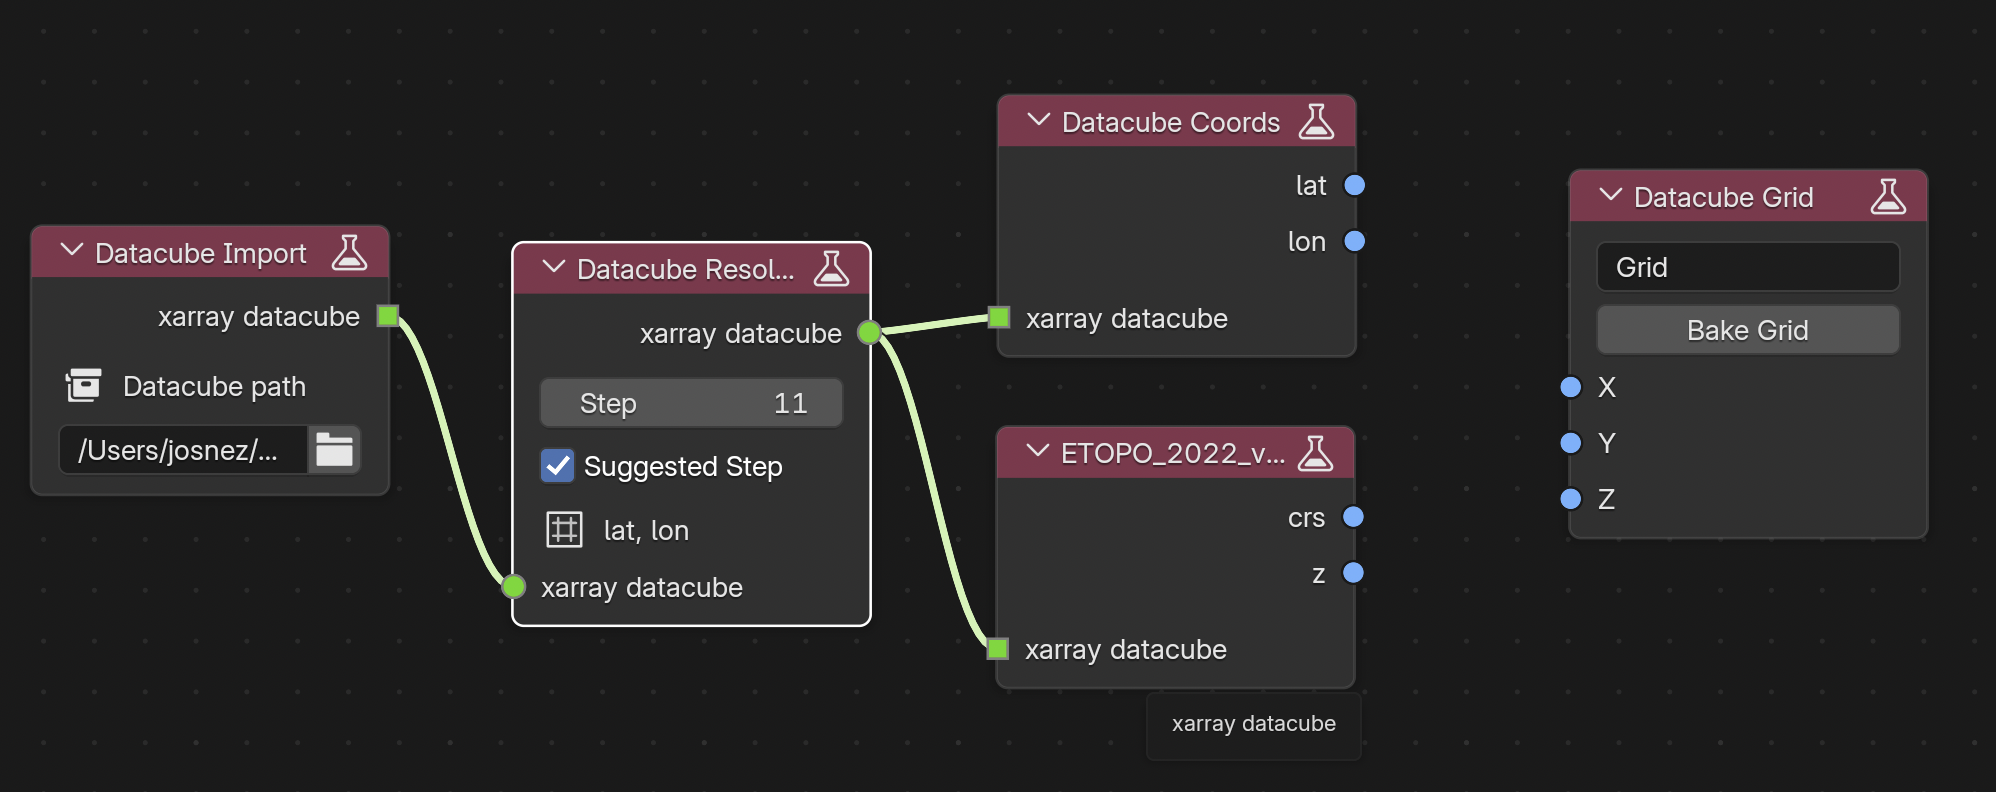 Datacube Import
xarray datacube
Datacube path
/Users/josnez/...
Datacube Resol...
xarray datacube
Step 11
Suggested Step
lat, lon
xarray datacube
Datacube Coords
lat
lon
xarray datacube
ETOPO_2022_v...
crs
z
xarray datacube
xarray datacube
Datacube Grid
Grid
Bake Grid
X
Y
Z